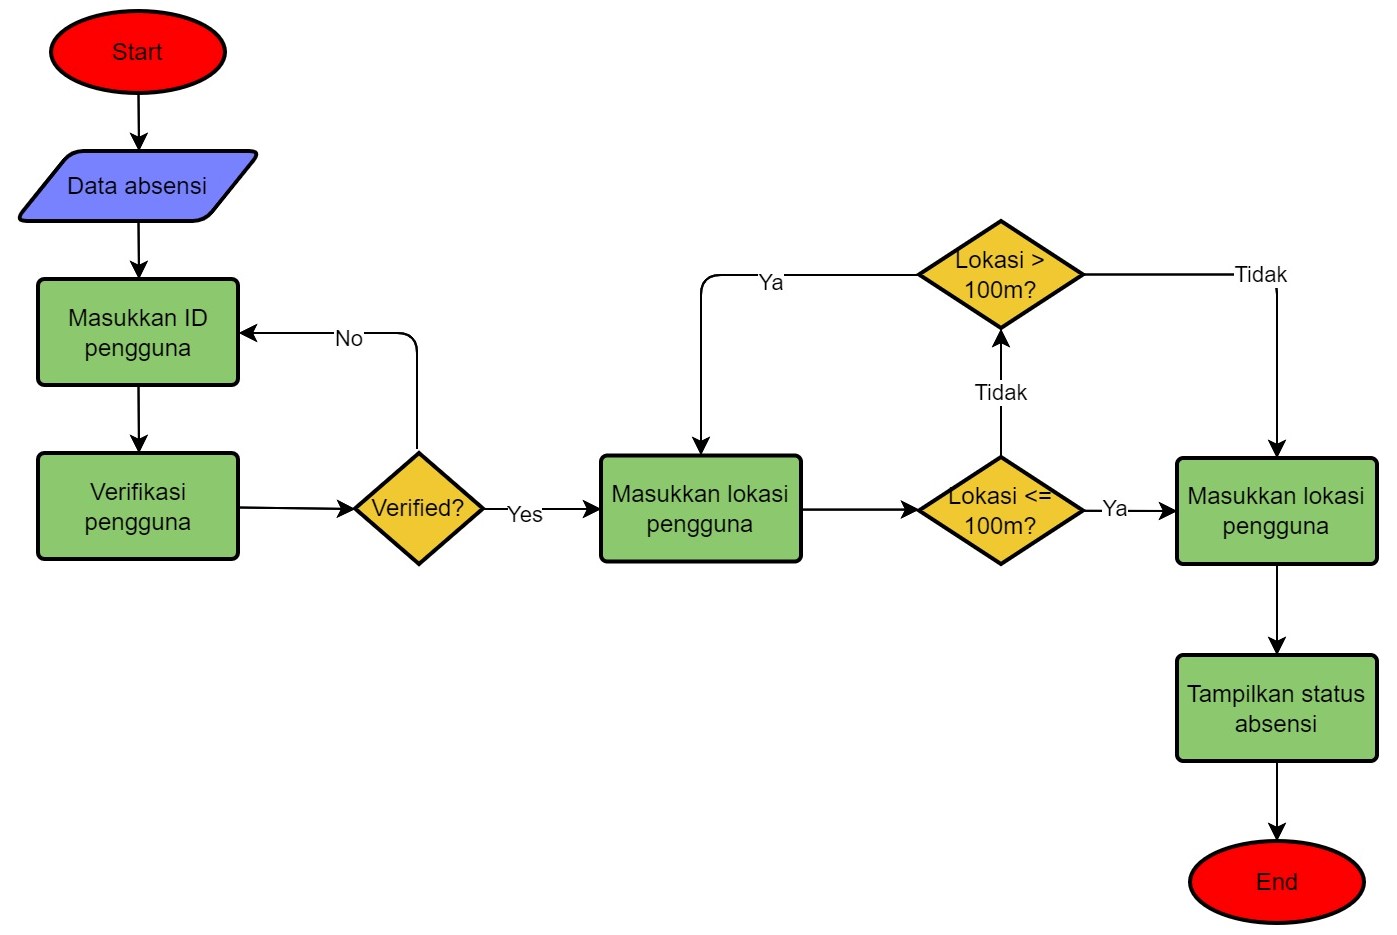 Start
Data absensi
Masukkan ID
pengguna
No
Verifikasi
pengguna
Verified?
Yes
Masukkan lokasi
pengguna
Lokasi <=
100m?
Tidak
Lokasi >
100m?
Ya
Tidak
Ya
Masukkan lokasi
pengguna
Tampilkan status
absensi
End